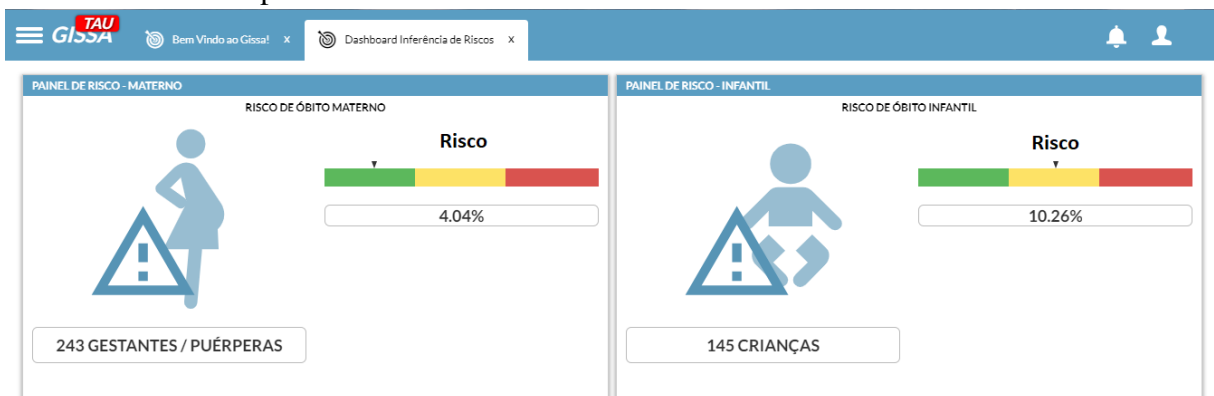 GISSA TAU
Bem Vindo ao Gissa! x
Dashboard Inferência de Riscos x
PAINEL DE RISCO - MATERNO
RISCO DE ÓBITO MATERNO
Risco
4.04%
243 GESTANTES / PUÉRPERAS
PAINEL DE RISCO - INFANTIL
RISCO DE ÓBITO INFANTIL
Risco
10.26%
145 CRIANÇAS